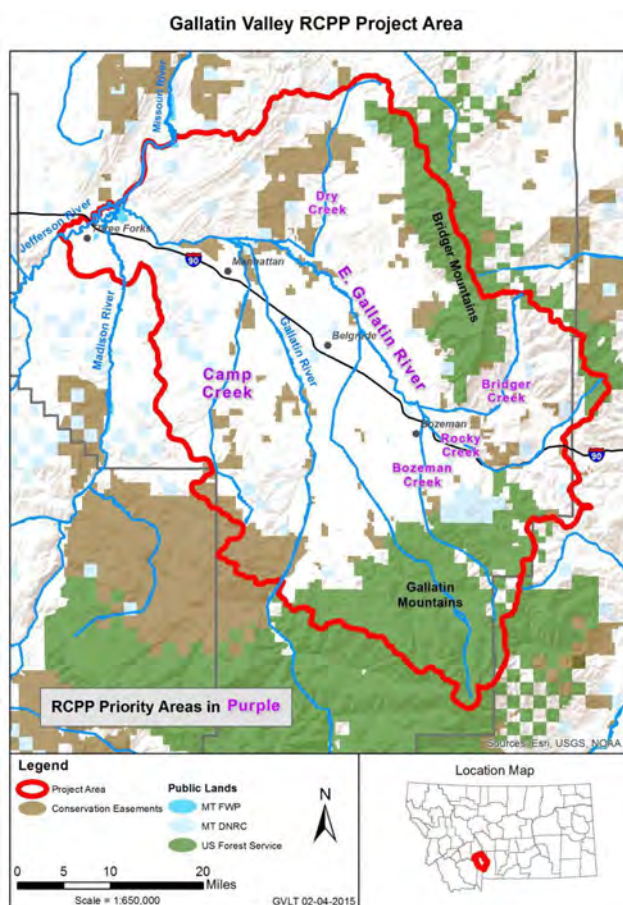 Gallatin Valley RCPP Project Area
Missouri River
Jefferson River
Three Forks
Dry
Creek
Bridger Mountains
90
Manhattan
E. Gallatin River
Madison River
Gallatin River
Belgrade
Camp
Creek
Bridger
Creek
Bozeman
Rocky
Creek
90
Bozeman
Creek
Gallatin
Mountains
RCPP Priority Areas in Purple
Sources: Esri, USGS, NOAA
Legend
Project Area
Conservation Easements
Public Lands
MT FWP
MT DNRC
US Forest Service
N
0 5 10 20
Miles
Scale = 1:650,000
GVLT 02-04-2015
Location Map